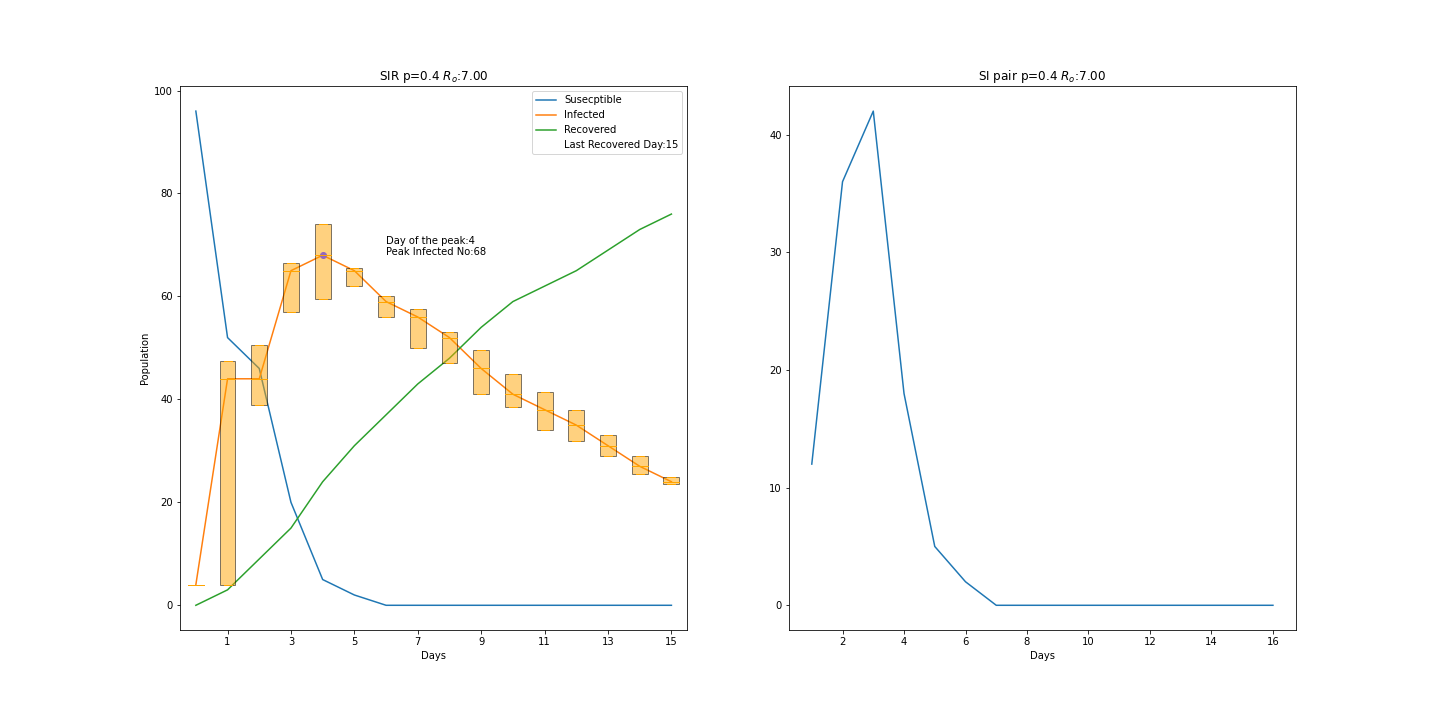 SIR p=0.4 Rₒ:7.00
100
80
60
40
20
0
Population
1 3 5 7 9 11 13 15
Days
Susecptible
Infected
Recovered
Last Recovered Day:15
Day of the peak:4
Peak Infected No:68
SI pair p=0.4 Rₒ:7.00
40
30
20
10
0
2 4 6 8 10 12 14 16
Days